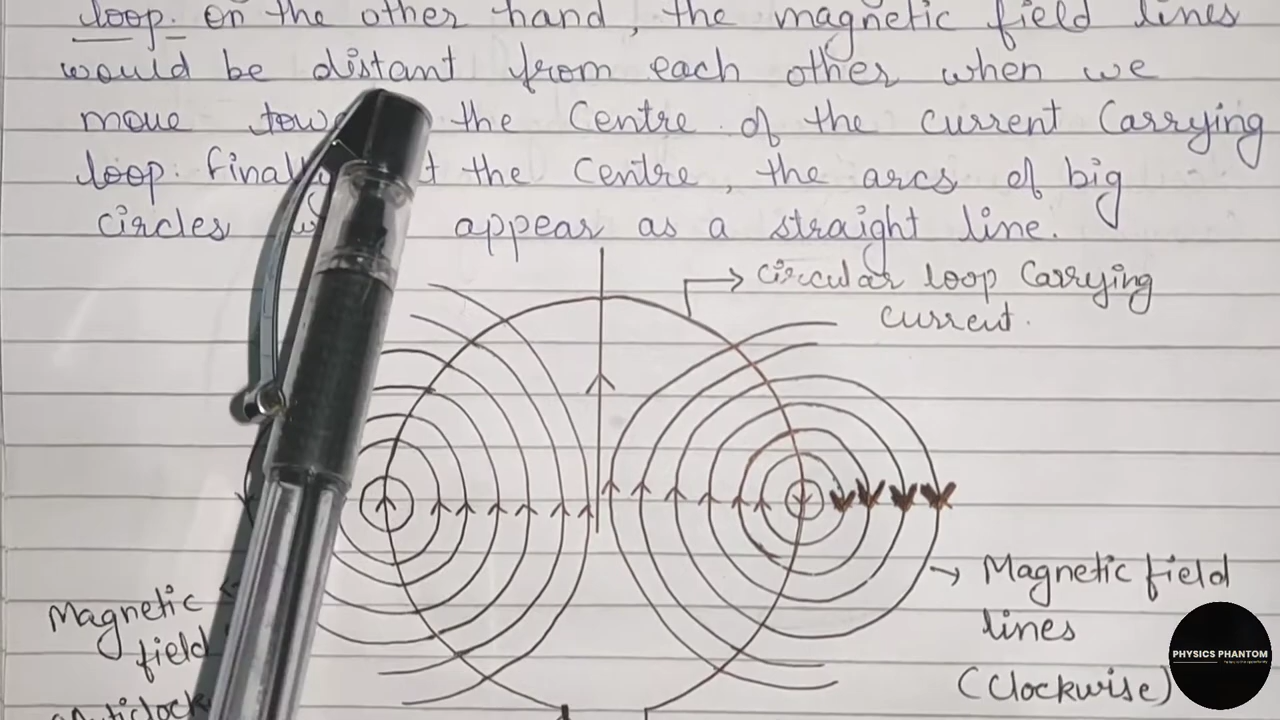 loop. On the other hand, the magnetic field lines
would be distant from each other when we
move the Centre of the current Carrying
loop. Finally the Centre, the arcs of big
circles appear as a straight line.
Circular loop Carrying
current.
Magnetic
field
Magnetic field
lines
(Clockwise)
PHYSICS PHANTOM